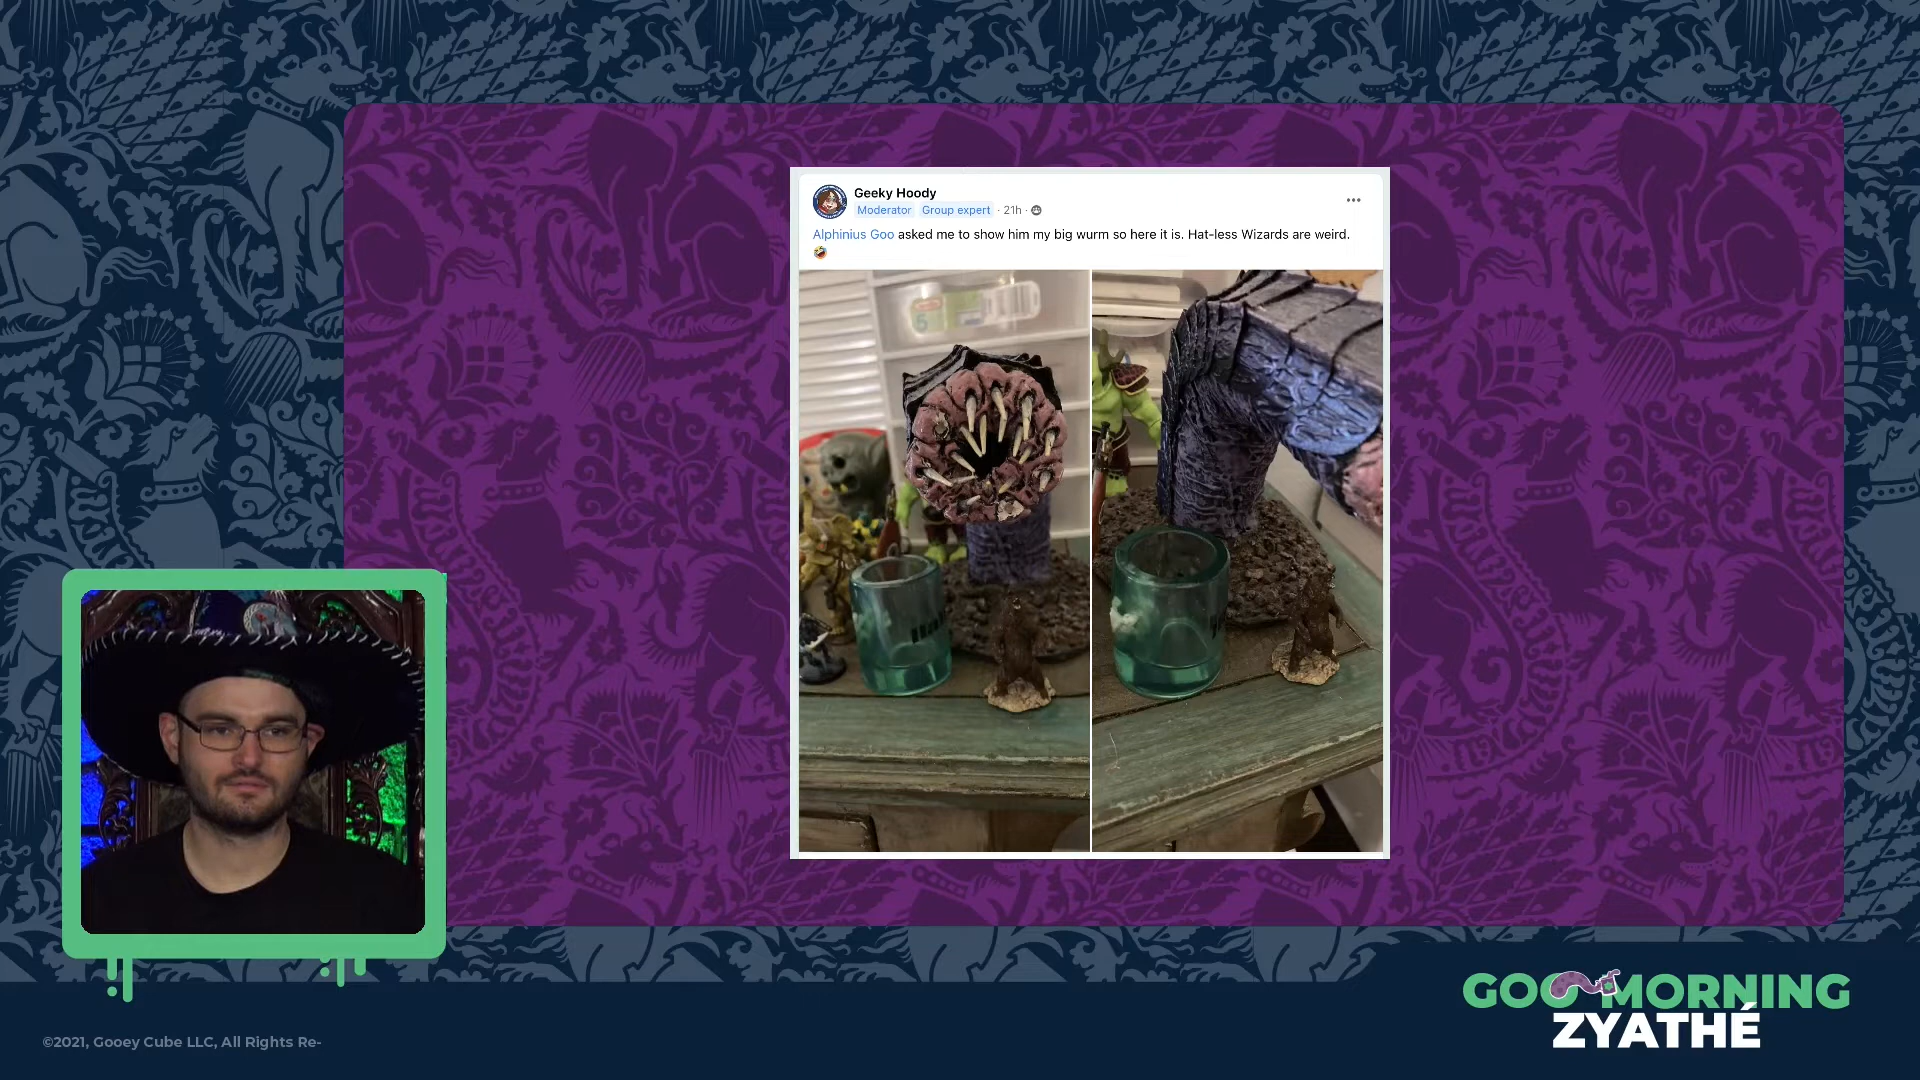 Geeky Hoody
Moderator Group expert · 21h ·
Alphinius Goo asked me to show him my big wurm so here it is. Hat-less Wizards are weird.
🤣
5
©2021, Gooey Cube LLC, All Rights Re-
GOO MORNING
ZYATHÉ